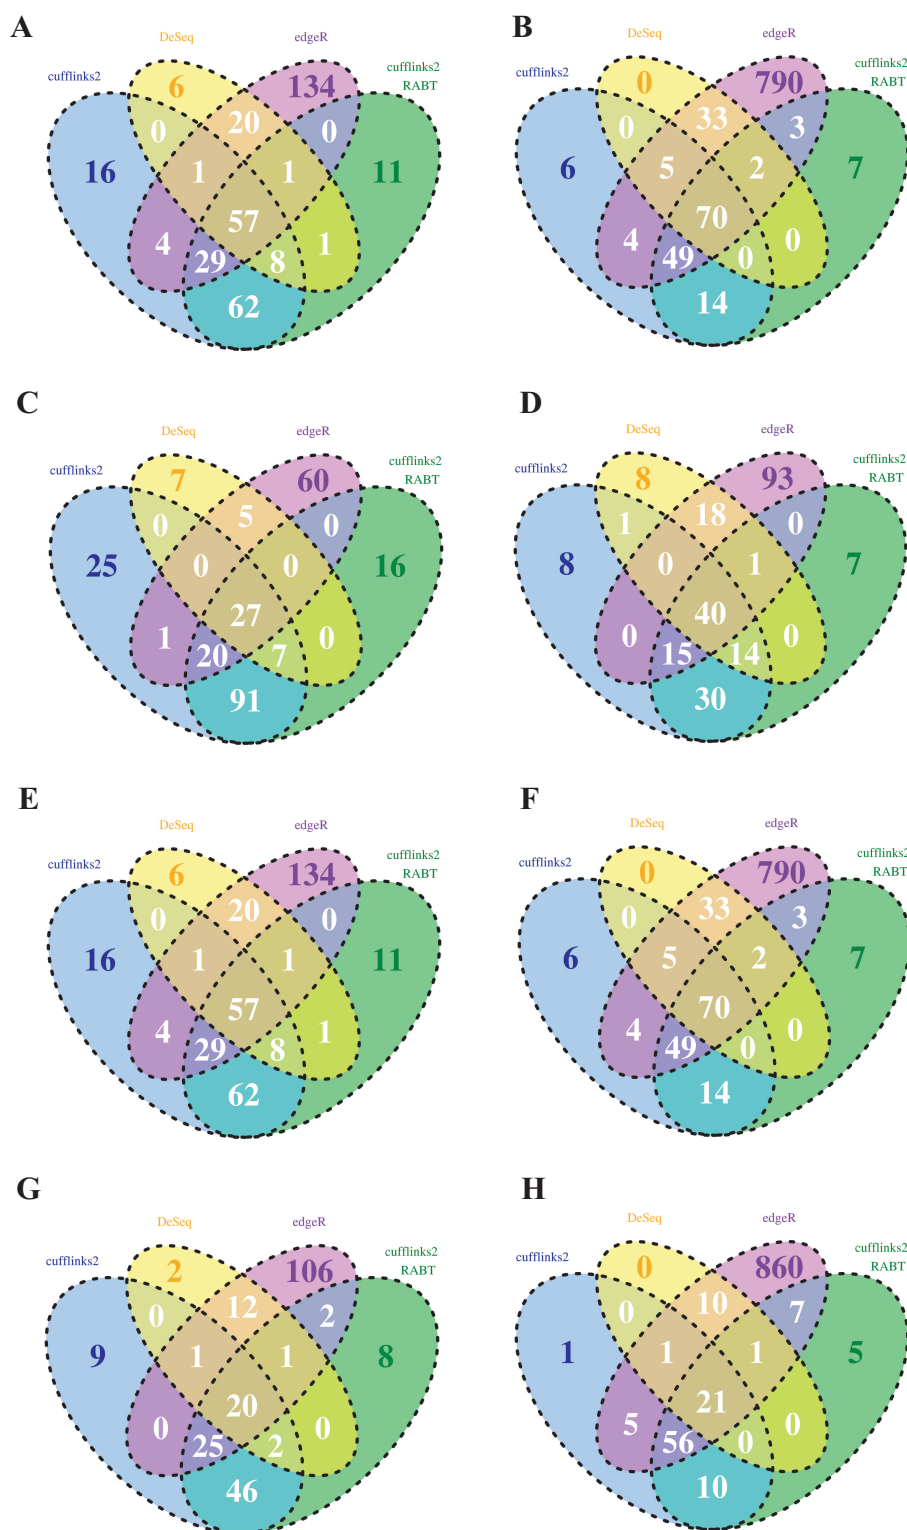 A
DeSeq
edgeR
cufflinks2
cufflinks2
RABT
6
134
0
20
0
16
1
1
11
57
4
29
8
1
62
B
DeSeq
edgeR
cufflinks2
cufflinks2
RABT
0
790
0
33
3
6
5
2
7
70
4
49
0
0
14
C
DeSeq
edgeR
cufflinks2
cufflinks2
RABT
7
60
0
5
0
25
0
0
16
27
1
20
7
0
91
D
DeSeq
edgeR
cufflinks2
cufflinks2
RABT
8
93
1
18
0
8
0
1
7
40
0
15
14
0
30
E
DeSeq
edgeR
cufflinks2
cufflinks2
RABT
6
134
0
20
0
16
1
1
11
57
4
29
8
1
62
F
DeSeq
edgeR
cufflinks2
cufflinks2
RABT
0
790
0
33
3
6
5
2
7
70
4
49
0
0
14
G
DeSeq
edgeR
cufflinks2
cufflinks2
RABT
2
106
0
12
2
9
1
1
8
20
0
25
2
0
46
H
DeSeq
edgeR
cufflinks2
cufflinks2
RABT
0
860
0
10
7
1
1
1
5
21
5
56
0
0
10